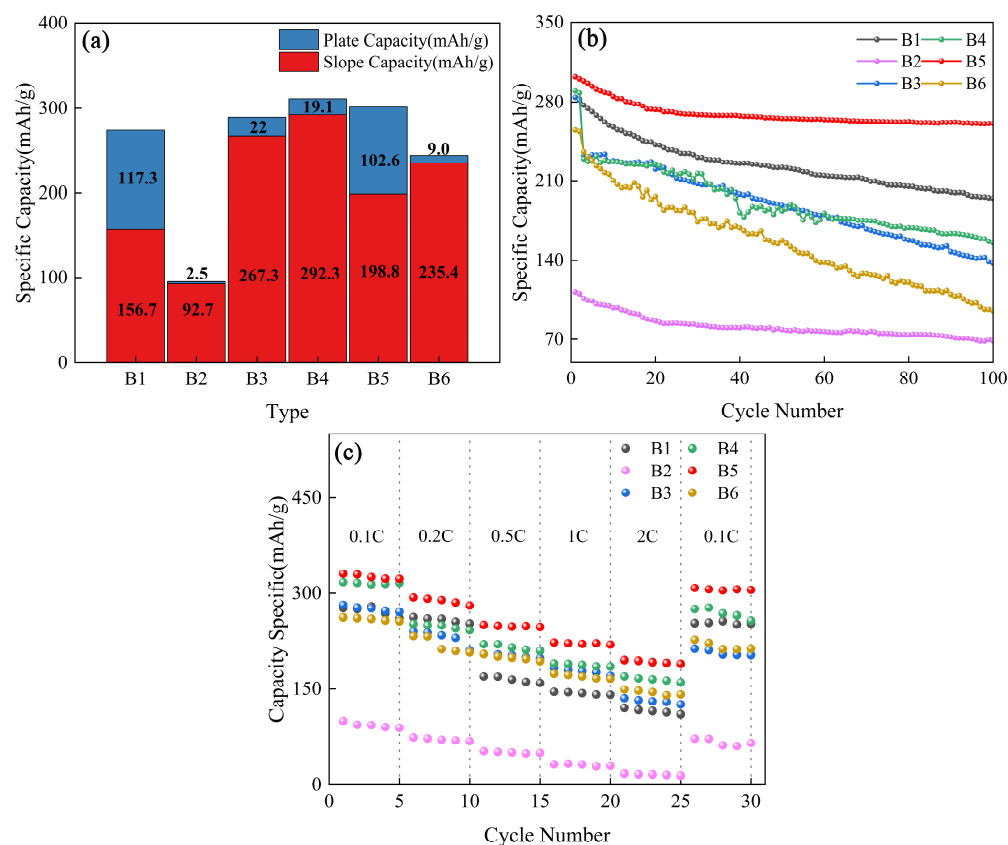 (a)
Plate Capacity(mAh/g)
Slope Capacity(mAh/g)
Specific Capacity(mAh/g)
400
300
200
100
0
117.3
156.7
2.5
92.7
22
267.3
19.1
292.3
102.6
198.8
9.0
235.4
B1 B2 B3 B4 B5 B6
Type
(b)
B1 B4
B2 B5
B3 B6
Specific Capacity(mAh/g)
350
280
210
140
70
0 20 40 60 80 100
Cycle Number
(c)
B1 B4
B2 B5
B3 B6
Capacity Specific(mAh/g)
450
300
150
0
0.1C 0.2C 0.5C 1C 2C 0.1C
0 5 10 15 20 25 30
Cycle Number